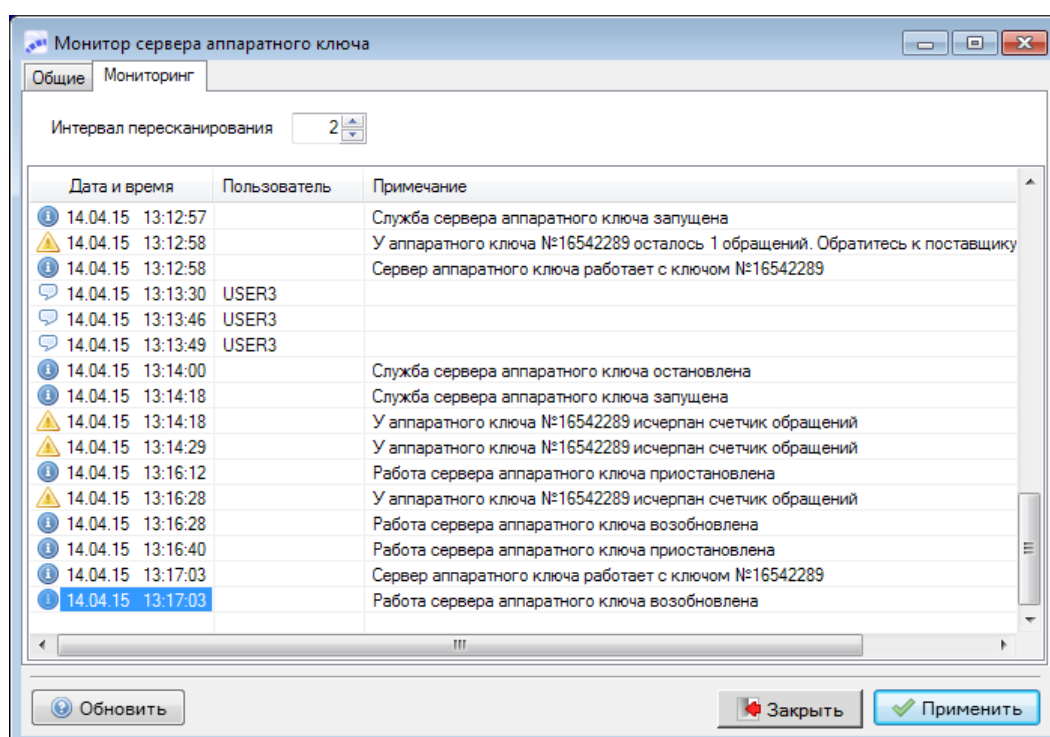 Монитор сервера аппаратного ключа
Общие Мониторинг
Интервал пересканирования 2
Дата и время Пользователь Примечание
14.04.15 13:12:57 Служба сервера аппаратного ключа запущена
14.04.15 13:12:58 У аппаратного ключа №16542289 осталось 1 обращений. Обратитесь к поставщику
14.04.15 13:12:58 Сервер аппаратного ключа работает с ключом №16542289
14.04.15 13:13:30 USER3
14.04.15 13:13:46 USER3
14.04.15 13:13:49 USER3
14.04.15 13:14:00 Служба сервера аппаратного ключа остановлена
14.04.15 13:14:18 Служба сервера аппаратного ключа запущена
14.04.15 13:14:18 У аппаратного ключа №16542289 исчерпан счетчик обращений
14.04.15 13:14:29 У аппаратного ключа №16542289 исчерпан счетчик обращений
14.04.15 13:16:12 Работа сервера аппаратного ключа приостановлена
14.04.15 13:16:28 У аппаратного ключа №16542289 исчерпан счетчик обращений
14.04.15 13:16:28 Работа сервера аппаратного ключа возобновлена
14.04.15 13:16:40 Работа сервера аппаратного ключа приостановлена
14.04.15 13:17:03 Сервер аппаратного ключа работает с ключом №16542289
14.04.15 13:17:03 Работа сервера аппаратного ключа возобновлена
Обновить Закрыть Применить